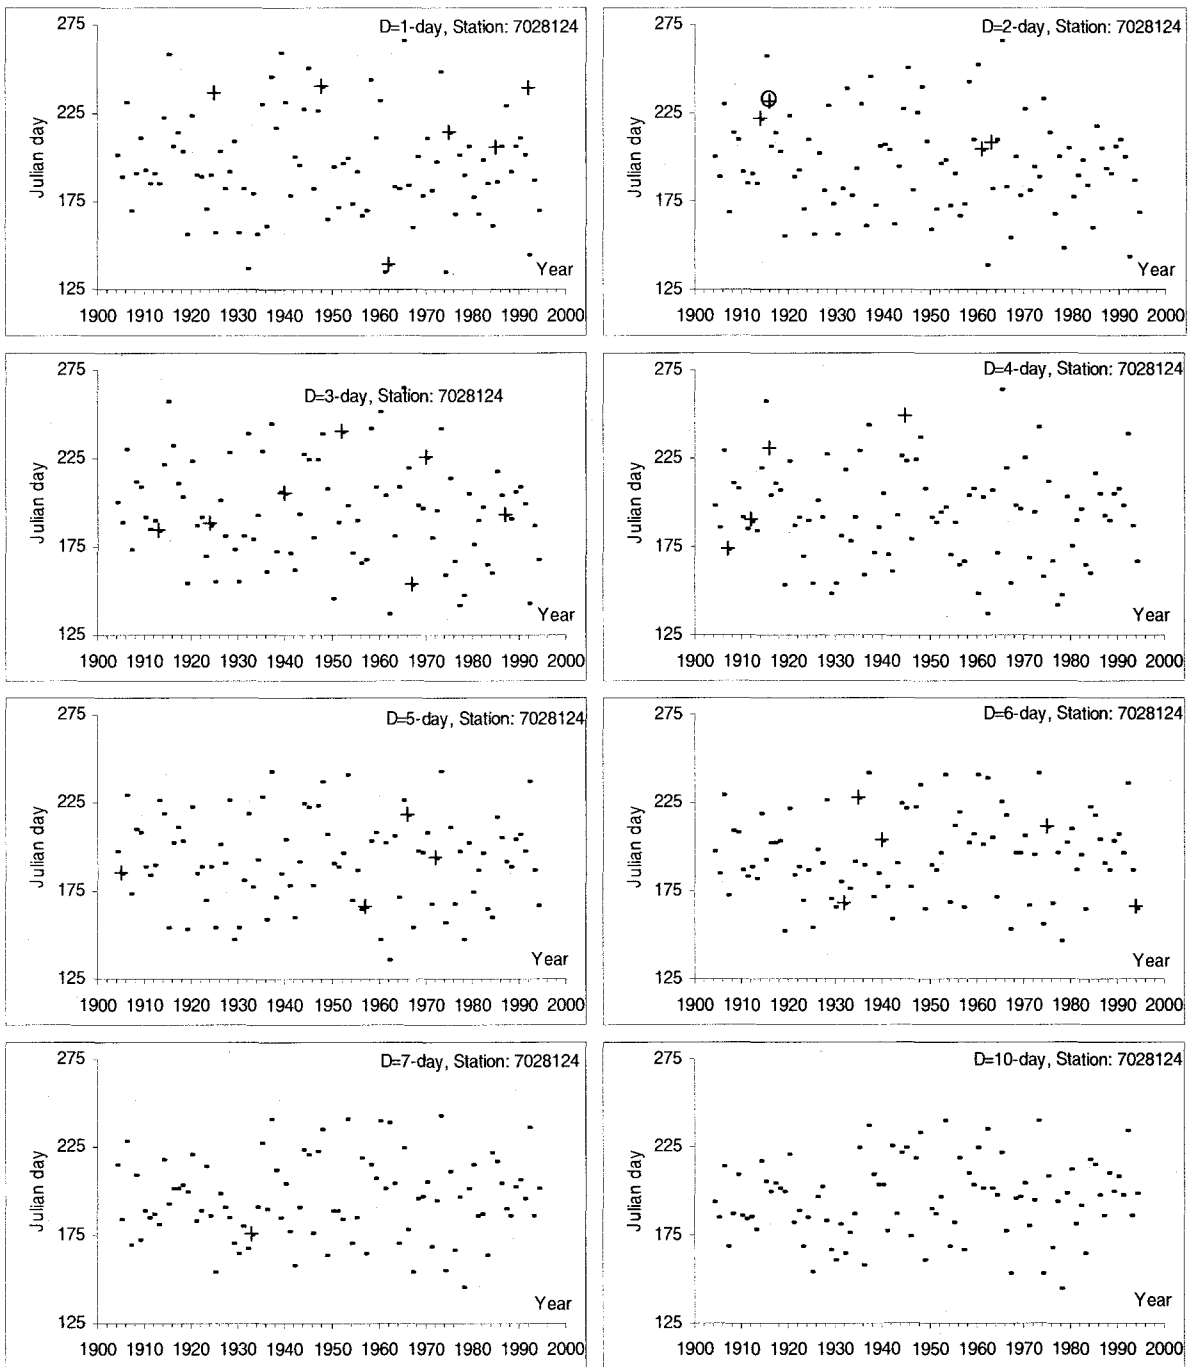 D=1-day, Station: 7028124
275
225
175
125
Julian day
Year
1900 1910 1920 1930 1940 1950 1960 1970 1980 1990 2000
D=2-day, Station: 7028124
275
225
175
125
Julian day
Year
1900 1910 1920 1930 1940 1950 1960 1970 1980 1990 2000
D=3-day, Station: 7028124
275
225
175
125
Julian day
Year
1900 1910 1920 1930 1940 1950 1960 1970 1980 1990 2000
D=4-day, Station: 7028124
275
225
175
125
Julian day
Year
1900 1910 1920 1930 1940 1950 1960 1970 1980 1990 2000
D=5-day, Station: 7028124
275
225
175
125
Julian day
Year
1900 1910 1920 1930 1940 1950 1960 1970 1980 1990 2000
D=6-day, Station: 7028124
275
225
175
125
Julian day
Year
1900 1910 1920 1930 1940 1950 1960 1970 1980 1990 2000
D=7-day, Station: 7028124
275
225
175
125
Julian day
Year
1900 1910 1920 1930 1940 1950 1960 1970 1980 1990 2000
D=10-day, Station: 7028124
275
225
175
125
Julian day
Year
1900 1910 1920 1930 1940 1950 1960 1970 1980 1990 2000